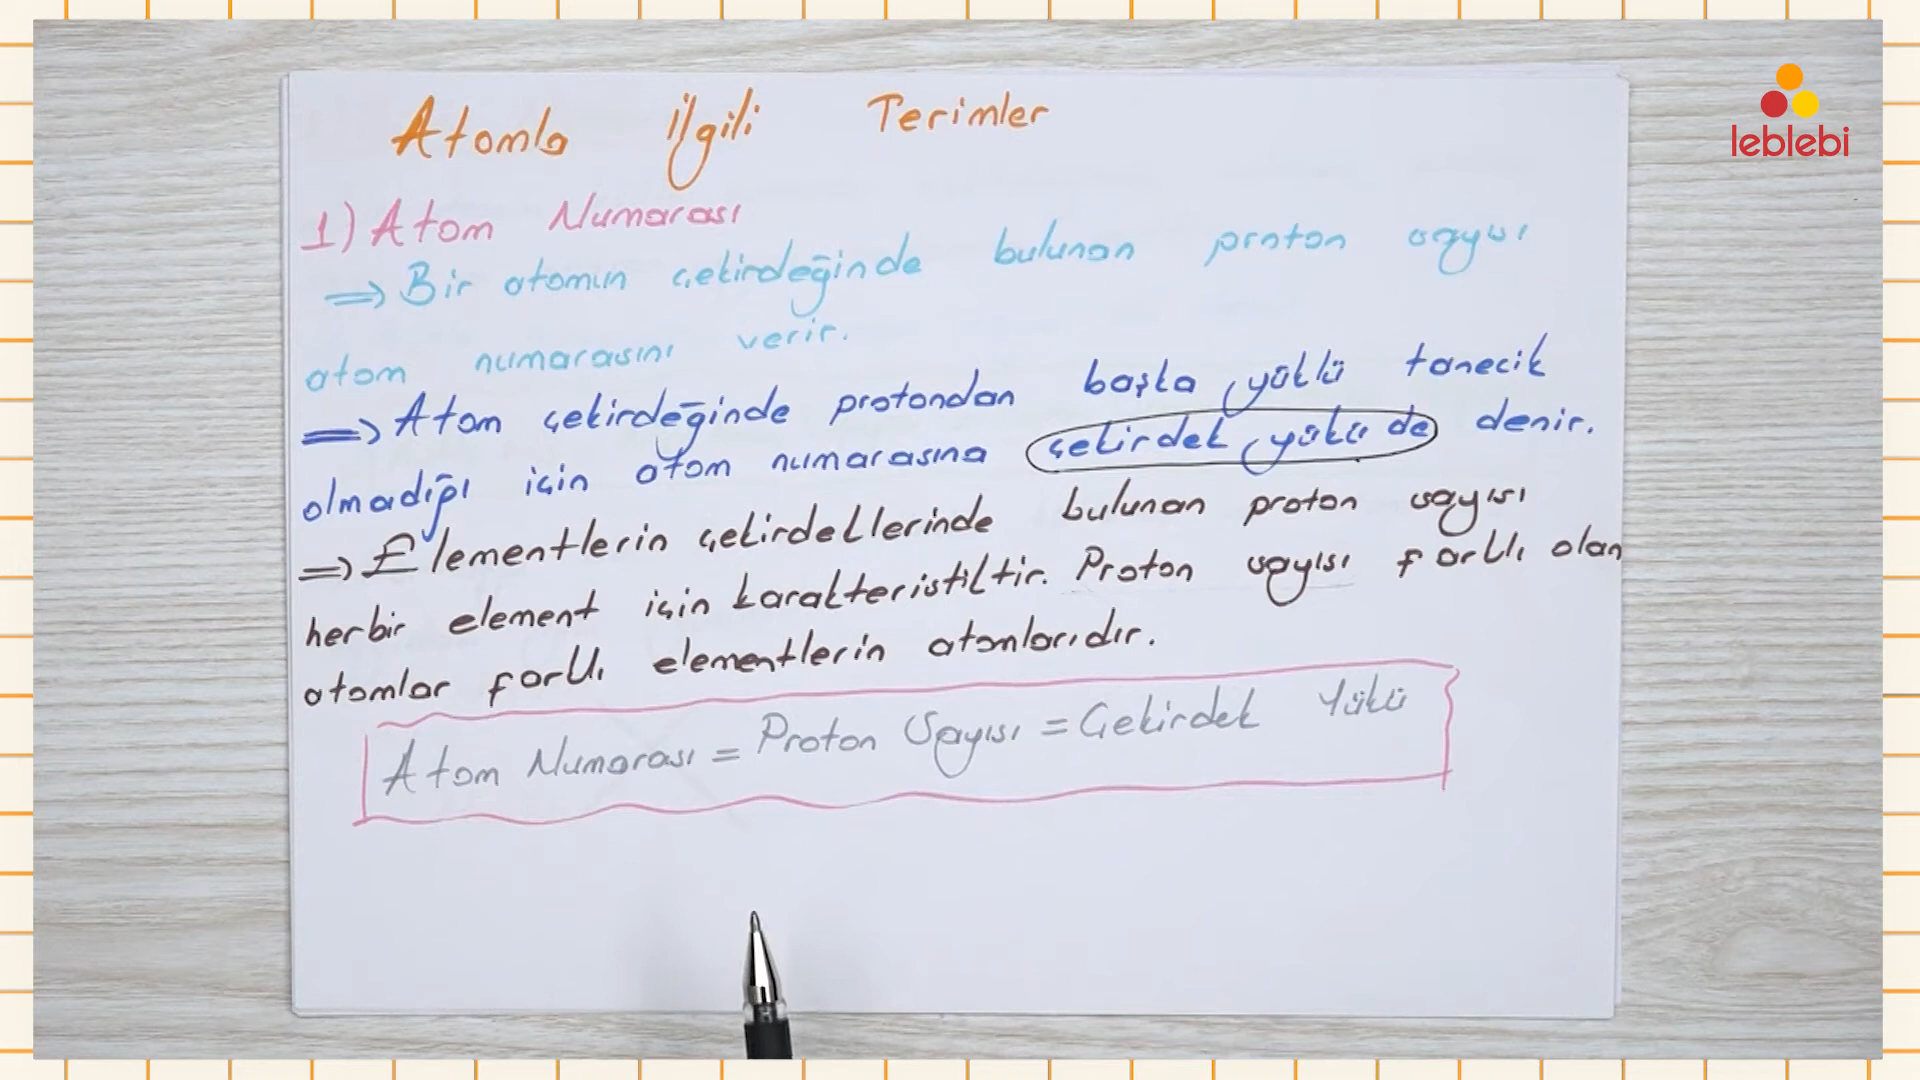 Atomla ilgili Terimler
leblebi
1) Atom Numarası
⇒ Bir atomun çekirdeğinde bulunan proton sayısı
atom numarasını verir.
⇒ Atom çekirdeğinde protondan başka yüklü tanecik
olmadığı için atom numarasına çekirdek yükü de denir.
⇒ Elementlerin çekirdeklerinde bulunan proton sayısı
herbir element için karakteristiktir. Proton sayısı farklı olan
atomlar farklı elementlerin atomlarıdır.
Atom Numarası = Proton Sayısı = Çekirdek Yükü